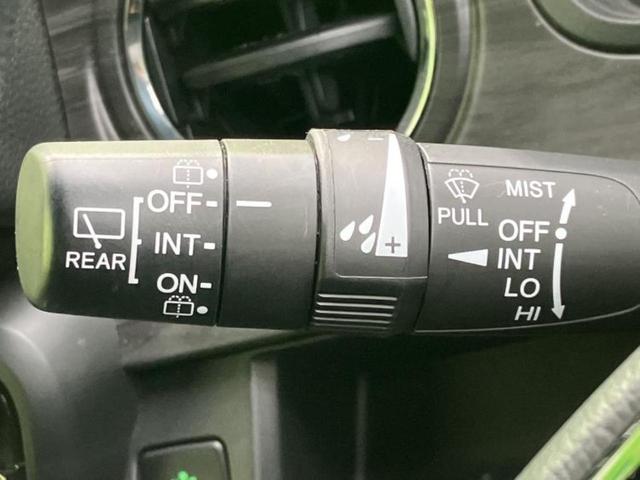 REAR
OFF
INT
ON
− +
PULL
MIST
OFF
INT
LO
HI